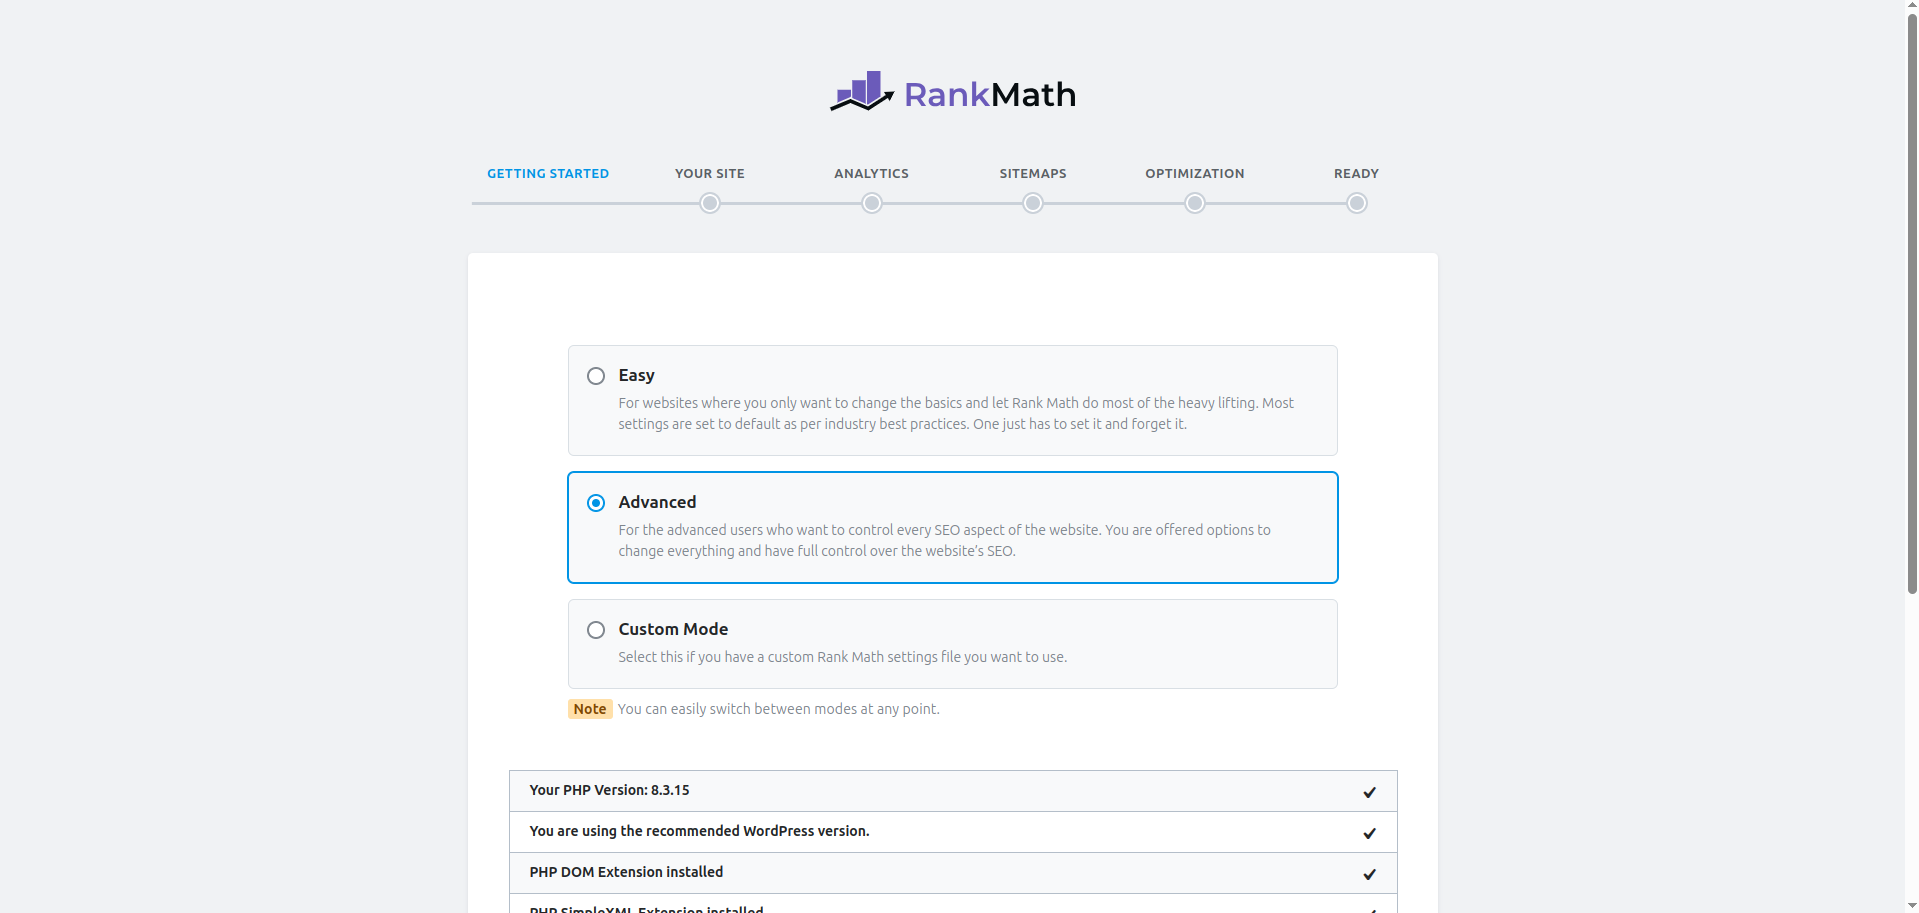 RankMath
GETTING STARTED YOUR SITE ANALYTICS SITEMAPS OPTIMIZATION READY
Easy
For websites where you only want to change the basics and let Rank Math do most of the heavy lifting. Most
settings are set to default as per industry best practices. One just has to set it and forget it.
Advanced
For the advanced users who want to control every SEO aspect of the website. You are offered options to
change everything and have full control over the website’s SEO.
Custom Mode
Select this if you have a custom Rank Math settings file you want to use.
Note You can easily switch between modes at any point.
Your PHP Version: 8.3.15
You are using the recommended WordPress version.
PHP DOM Extension installed
PHP SimpleXML Extension installed